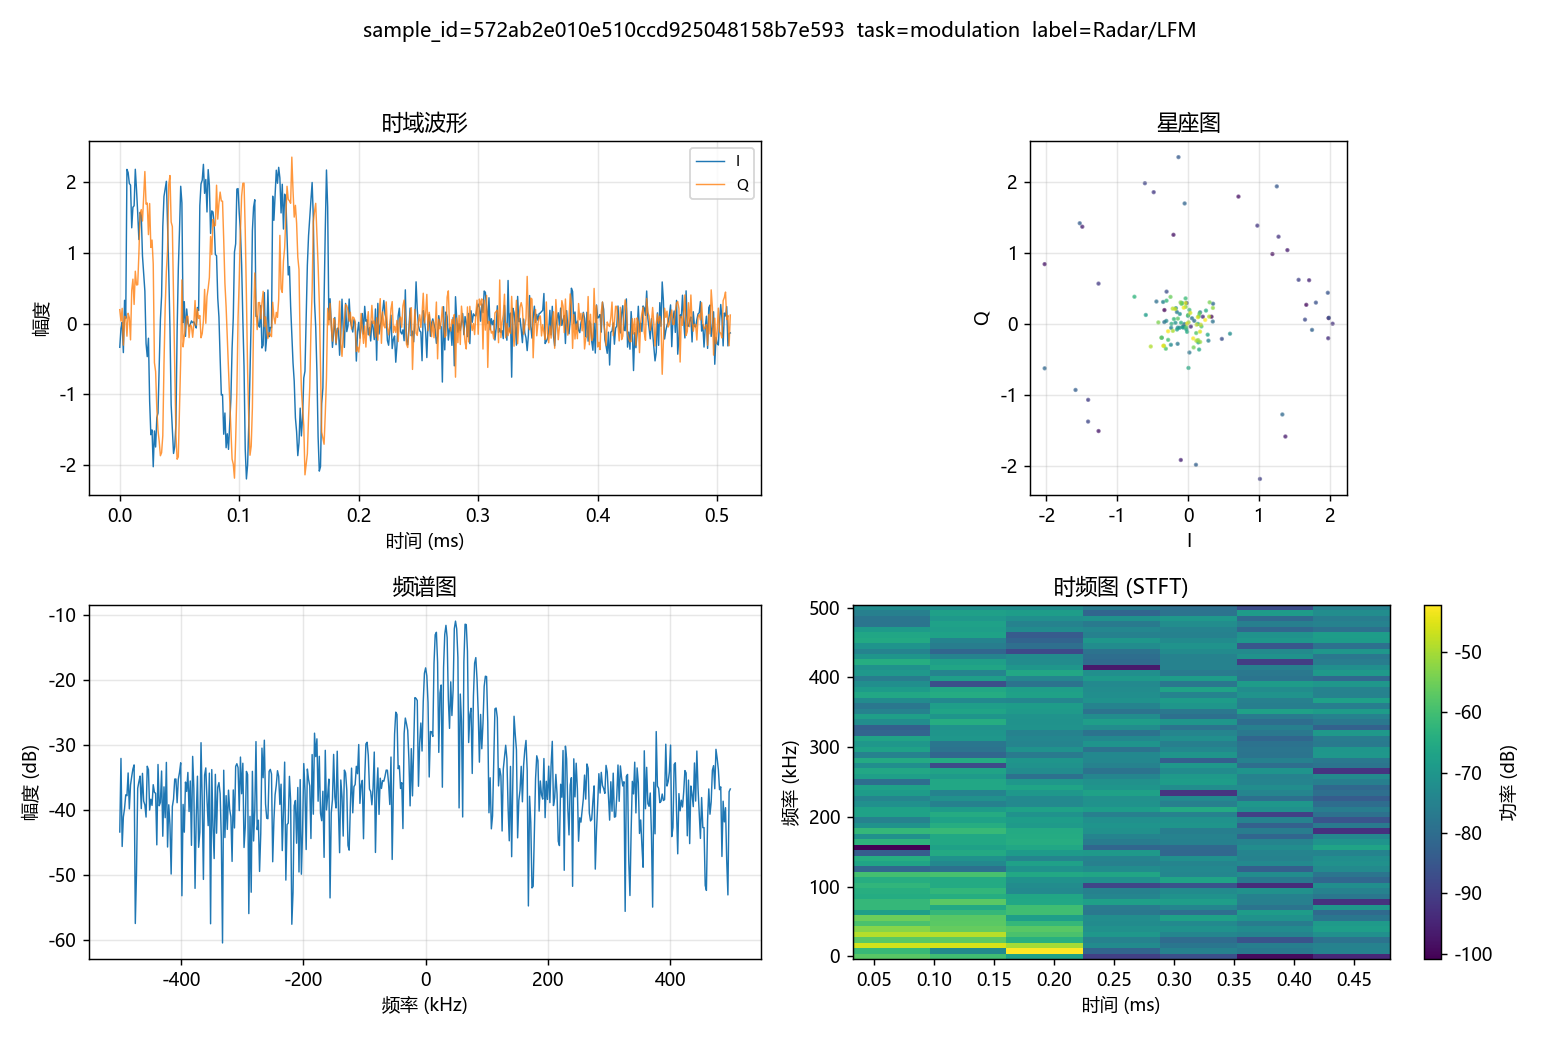 sample_id=572ab2e010e510ccd925048158b7e593 task=modulation label=Radar/LFM
时域波形
2
1
0
-1
-2
幅度
0.0 0.1 0.2 0.3 0.4 0.5
时间 (ms)
I
Q
星座图
2
1
0
-1
-2
Q
-2 -1 0 1 2
I
频谱图
-10
-20
-30
-40
-50
-60
幅度 (dB)
-400 -200 0 200 400
频率 (kHz)
时频图 (STFT)
500
400
300
200
100
0
频率 (kHz)
0.05 0.10 0.15 0.20 0.25 0.30 0.35 0.40 0.45
时间 (ms)
-50
-60
-70
-80
-90
-100
功率 (dB)